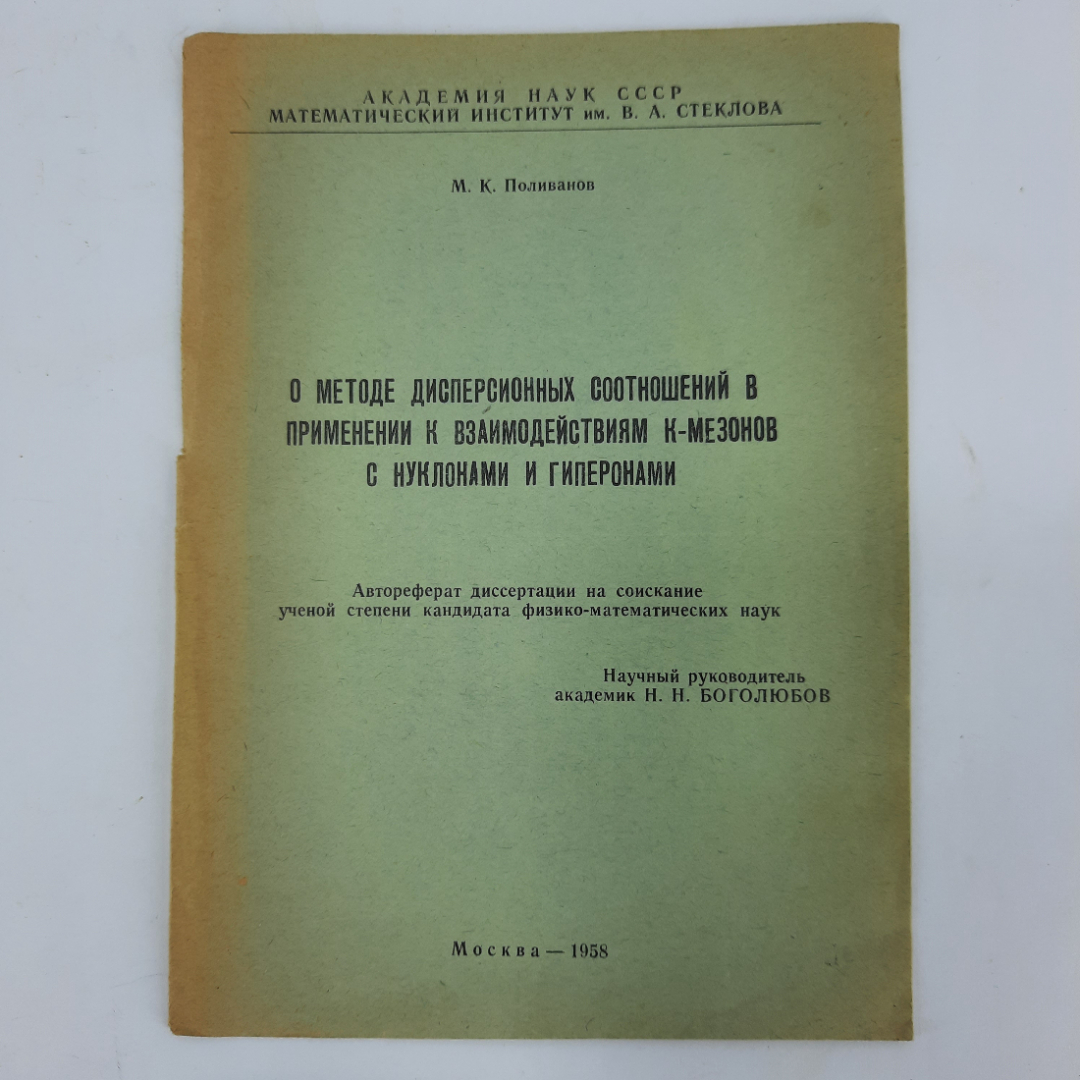 АКАДЕМИЯ НАУК СССР
МАТЕМАТИЧЕСКИЙ ИНСТИТУТ им. В. А. СТЕКЛОВА
М. К. Поливанов
О МЕТОДЕ ДИСПЕРСИОННЫХ СООТНОШЕНИЙ В
ПРИМЕНЕНИИ К ВЗАИМОДЕЙСТВИЯМ К-МЕЗОНОВ
С НУКЛОНАМИ И ГИПЕРОНАМИ
Автореферат диссертации на соискание
ученой степени кандидата физико-математических наук
Научный руководитель
академик Н. Н. БОГОЛЮБОВ
Москва — 1958